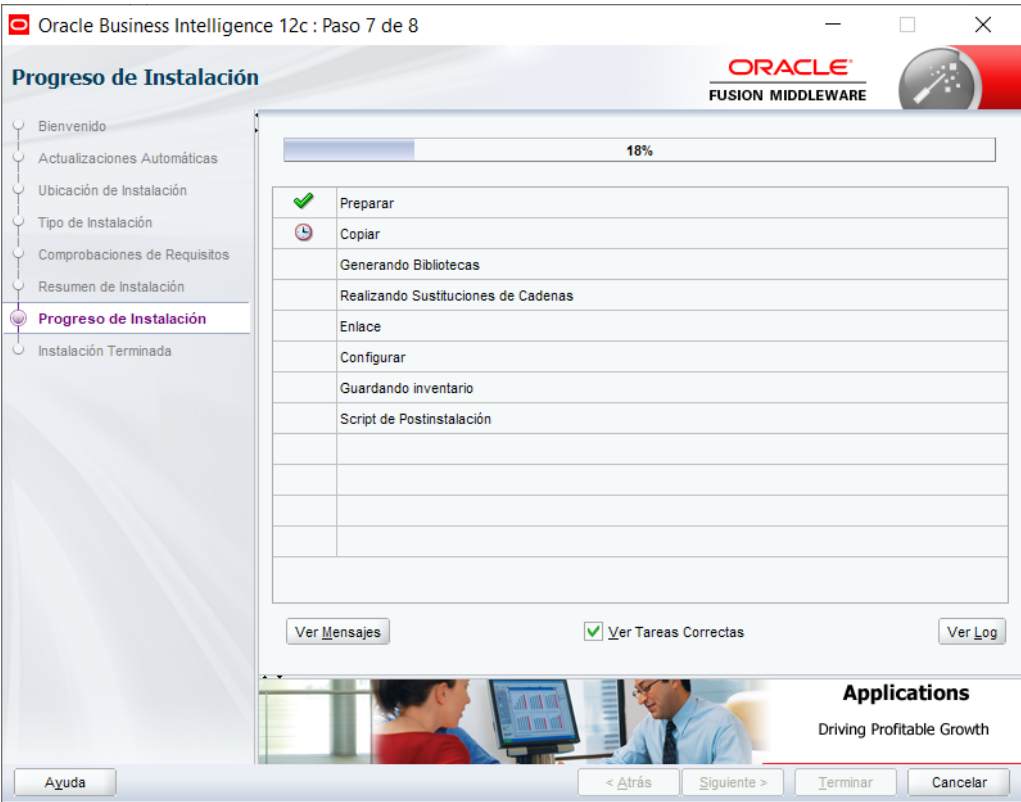 Oracle Business Intelligence 12c : Paso 7 de 8
Progreso de Instalación
ORACLE
FUSION MIDDLEWARE
Bienvenido
Actualizaciones Automáticas
Ubicación de Instalación
Tipo de Instalación
Comprobaciones de Requisitos
Resumen de Instalación
Progreso de Instalación
Instalación Terminada
18%
Preparar
Copiar
Generando Bibliotecas
Realizando Sustituciones de Cadenas
Enlace
Configurar
Guardando inventario
Script de Postinstalación
Ver Mensajes
Ver Tareas Correctas
Ver Log
Applications
Driving Profitable Growth
Ayuda
< Atrás
Siguiente >
Terminar
Cancelar